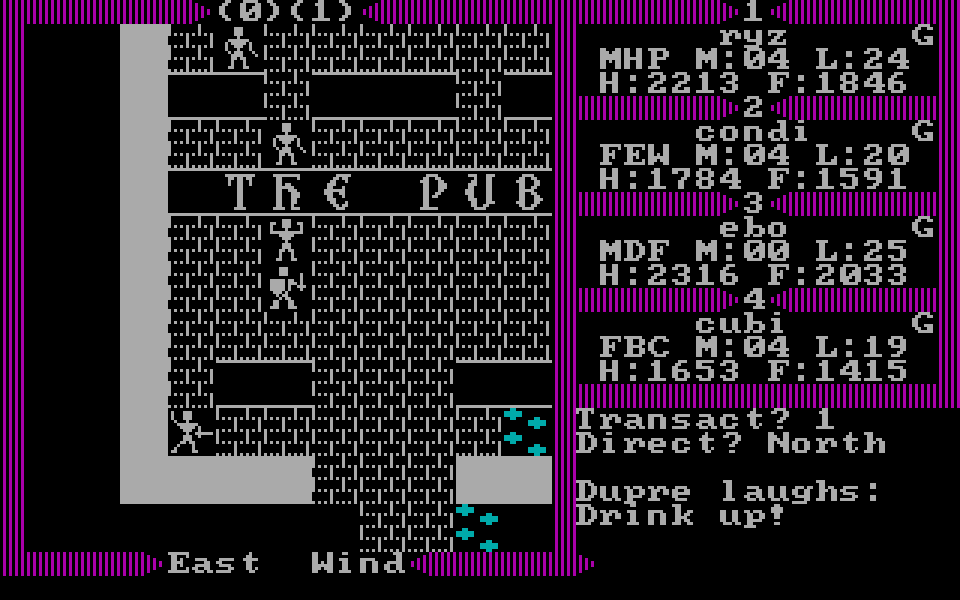 (0)(1)
THE PUB
East Wind
1
ryz G
MHP M:04 L:24
H:2213 F:1846
2
condi G
FEW M:04 L:20
H:1784 F:1591
3
ebo G
MDF M:00 L:25
H:2316 F:2033
4
cubi G
FBC M:04 L:19
H:1653 F:1415
Transact? 1
Direct? North
Dupre laughs:
Drink up!